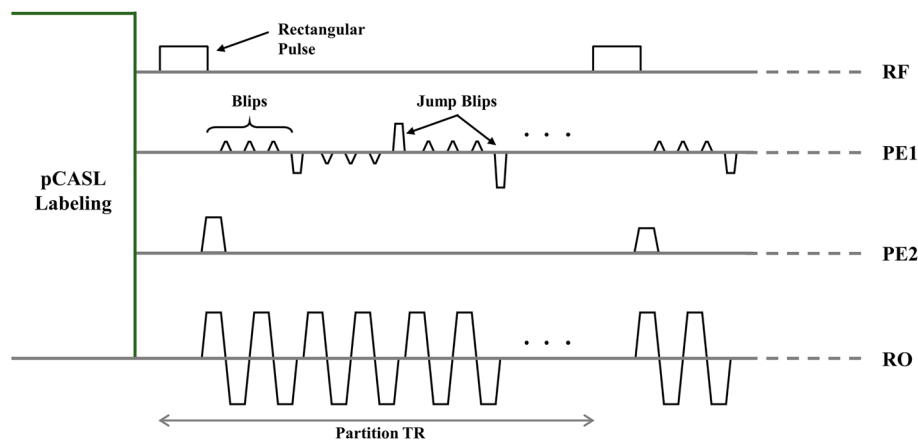 Rectangular
Pulse
RF
Blips
Jump Blips
. . .
PE1
pCASL
Labeling
PE2
. . .
RO
Partition TR